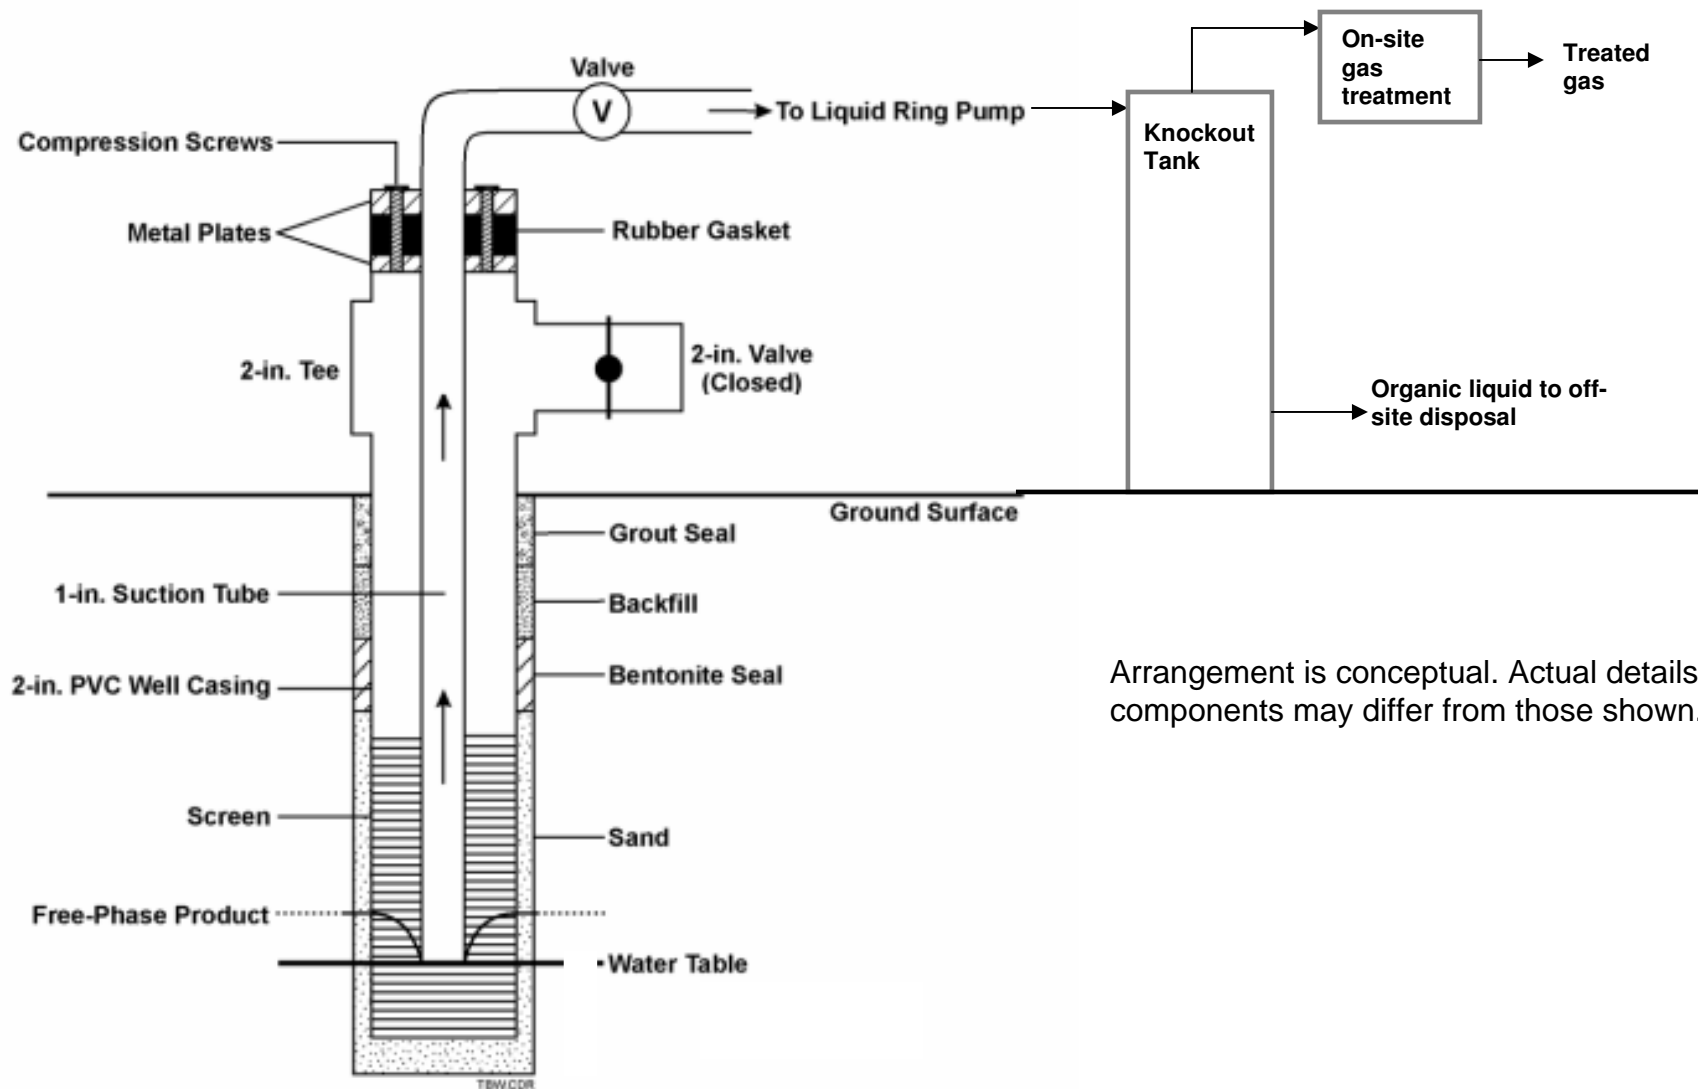 On-site
gas
treatment
Treated
gas
Valve
V
To Liquid Ring Pump
Knockout
Tank
Compression Screws
Metal Plates
Rubber Gasket
2-in. Tee
2-in. Valve
(Closed)
Organic liquid to off-
site disposal
Ground Surface
Grout Seal
1-in. Suction Tube
Backfill
2-in. PVC Well Casing
Bentonite Seal
Arrangement is conceptual. Actual details
components may differ from those shown.
Screen
Sand
Free-Phase Product
Water Table
TBW.CDR